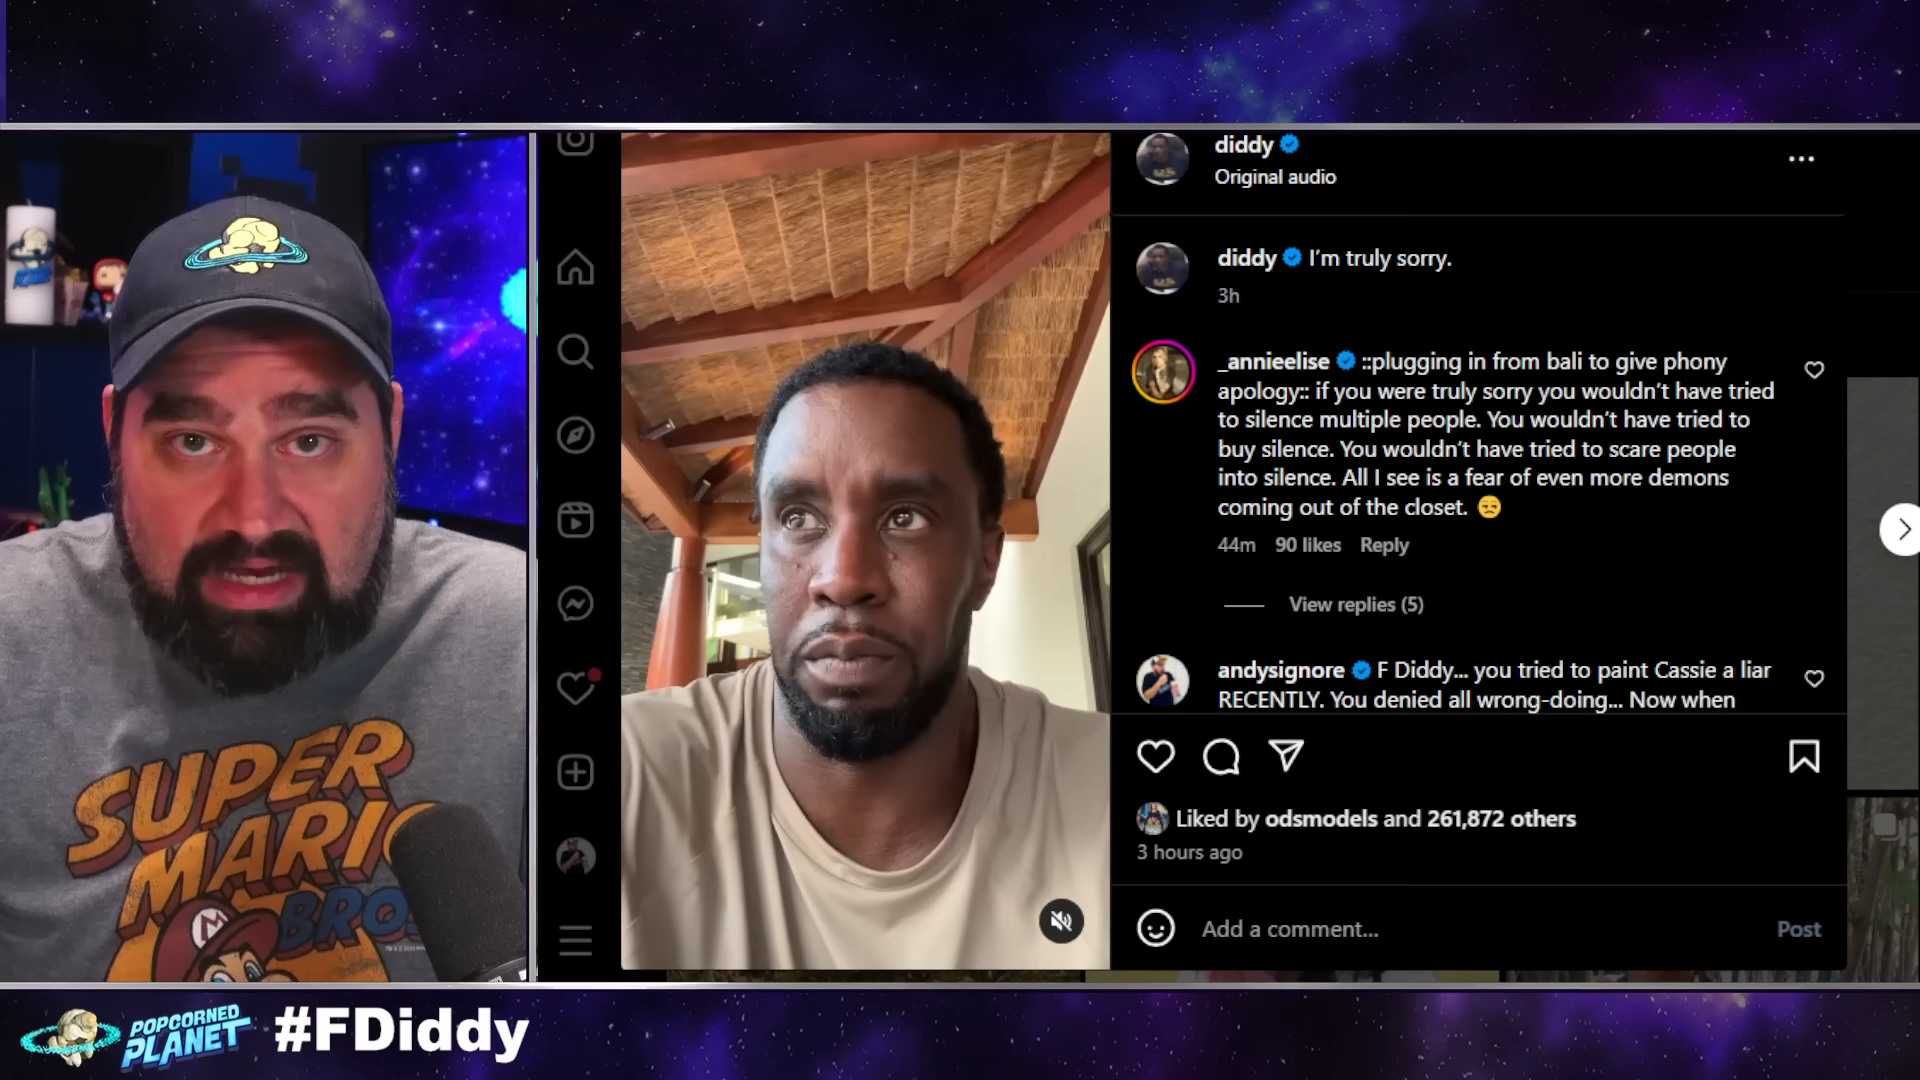 diddy
Original audio
diddy I'm truly sorry.
3h
_annieelise ::plugging in from bali to give phony
apology:: if you were truly sorry you wouldn't have tried
to silence multiple people. You wouldn't have tried to
buy silence. You wouldn't have tried to scare people
into silence. All I see is a fear of even more demons
coming out of the closet. 😒
44m 90 likes Reply
View replies (5)
andysignore F Diddy... you tried to paint Cassie a liar
RECENTLY. You denied all wrong-doing... Now when
Liked by odsmodels and 261,872 others
3 hours ago
Add a comment... Post
SUPER
MARIO
BROS
POPCORNED
PLANET
#FDiddy